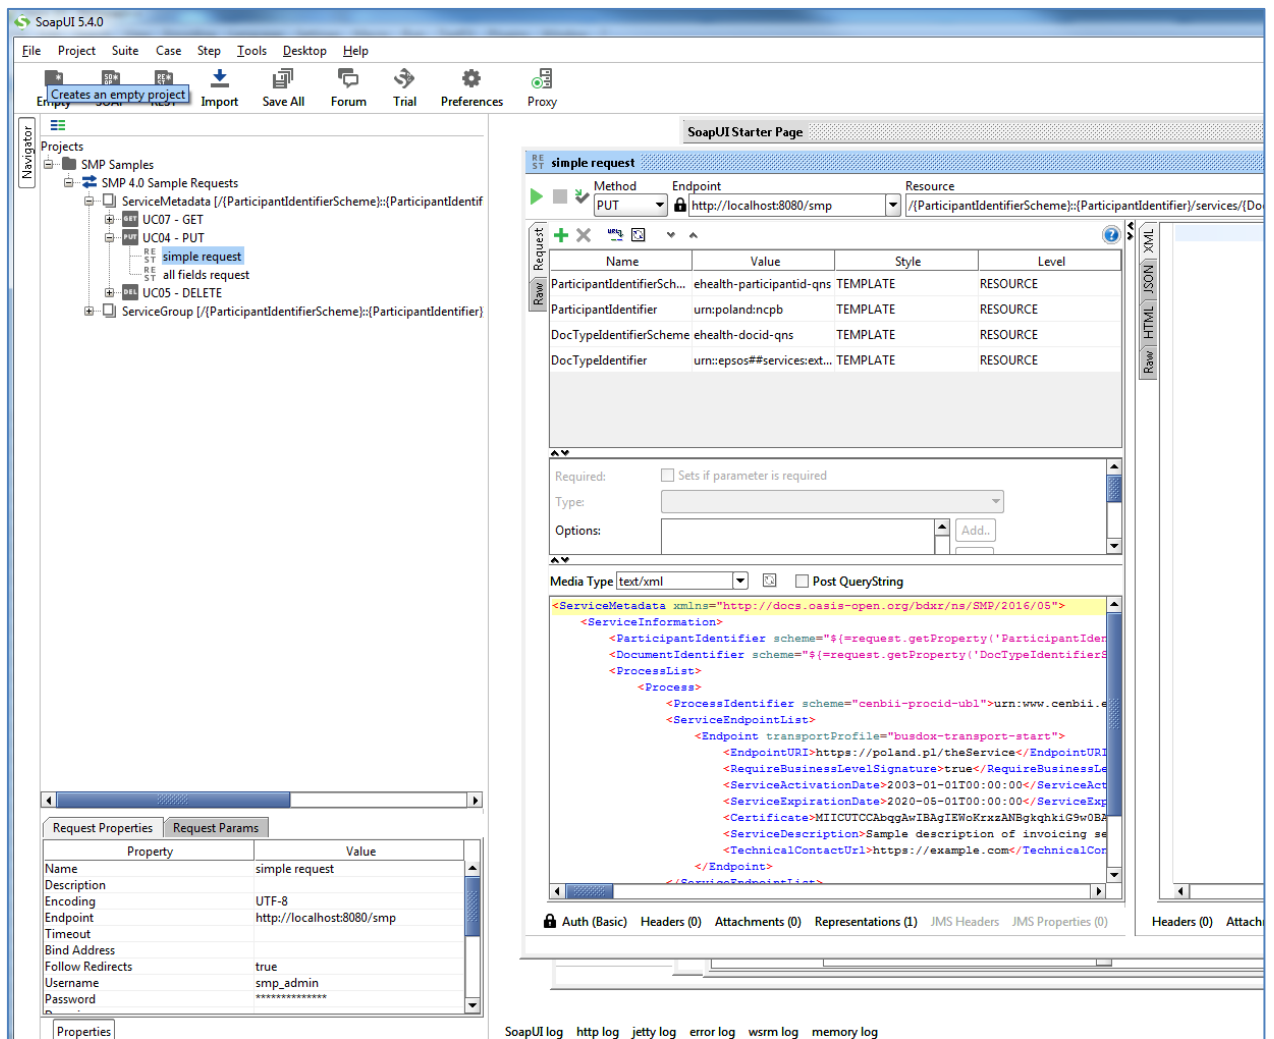 SoapUI 5.4.0
File Project Suite Case Step Tools Desktop Help
Creates an empty project
Empty SOAP REST Import Save All Forum Trial Preferences Proxy
Navigator
Projects
SMP Samples
SMP 4.0 Sample Requests
ServiceMetadata [/{ParticipantIdentifierScheme}::{ParticipantIdentif
GET UC07 - GET
PUT UC04 - PUT
REST simple request
REST all fields request
DEL UC05 - DELETE
ServiceGroup [/{ParticipantIdentifierScheme}::{ParticipantIdentifier}
Request Properties Request Params
Property Value
Name simple request
Description
Encoding UTF-8
Endpoint http://localhost:8080/smp
Timeout
Bind Address
Follow Redirects true
Username smp_admin
Password **************
Properties
SoapUI Starter Page
REST simple request
Method Endpoint Resource
PUT http://localhost:8080/smp /{ParticipantIdentifierScheme}::{ParticipantIdentifier}/services/{Do
Request
Raw
Name Value Style Level
ParticipantIdentifierSch... ehealth-participantid-qns TEMPLATE RESOURCE
ParticipantIdentifier urn:poland:ncpb TEMPLATE RESOURCE
DocTypeIdentifierScheme ehealth-docid-qns TEMPLATE RESOURCE
DocTypeIdentifier urn::epsos##services:ext... TEMPLATE RESOURCE
Required: Sets if parameter is required
Type:
Options: Add..
Media Type text/xml Post QueryString
<ServiceMetadata xmlns="http://docs.oasis-open.org/bdxr/ns/SMP/2016/05">
<ServiceInformation>
<ParticipantIdentifier scheme="${=request.getProperty('ParticipantIden
<DocumentIdentifier scheme="${=request.getProperty('DocTypeIdentifierS
<ProcessList>
<Process>
<ProcessIdentifier scheme="cenbii-procid-ubl">urn:www.cenbii.e
<ServiceEndpointList>
<Endpoint transportProfile="busdox-transport-start">
<EndpointURI>https://poland.pl/theService</EndpointURI
<RequireBusinessLevelSignature>true</RequireBusinessLe
<ServiceActivationDate>2003-01-01T00:00:00</ServiceAct
<ServiceExpirationDate>2020-05-01T00:00:00</ServiceExp
<Certificate>MIICUTCCAbqgAwIBAgIEWoKrxzANBgkqhkiG9w0BA
<ServiceDescription>Sample description of invoicing se
<TechnicalContactUrl>https://example.com</TechnicalCon
</Endpoint>
</ServiceEndpointList>
Auth (Basic) Headers (0) Attachments (0) Representations (1) JMS Headers JMS Properties (0)
XML
JSON
HTML
Raw
Headers (0) Attach
SoapUI log http log jetty log error log wsrm log memory log